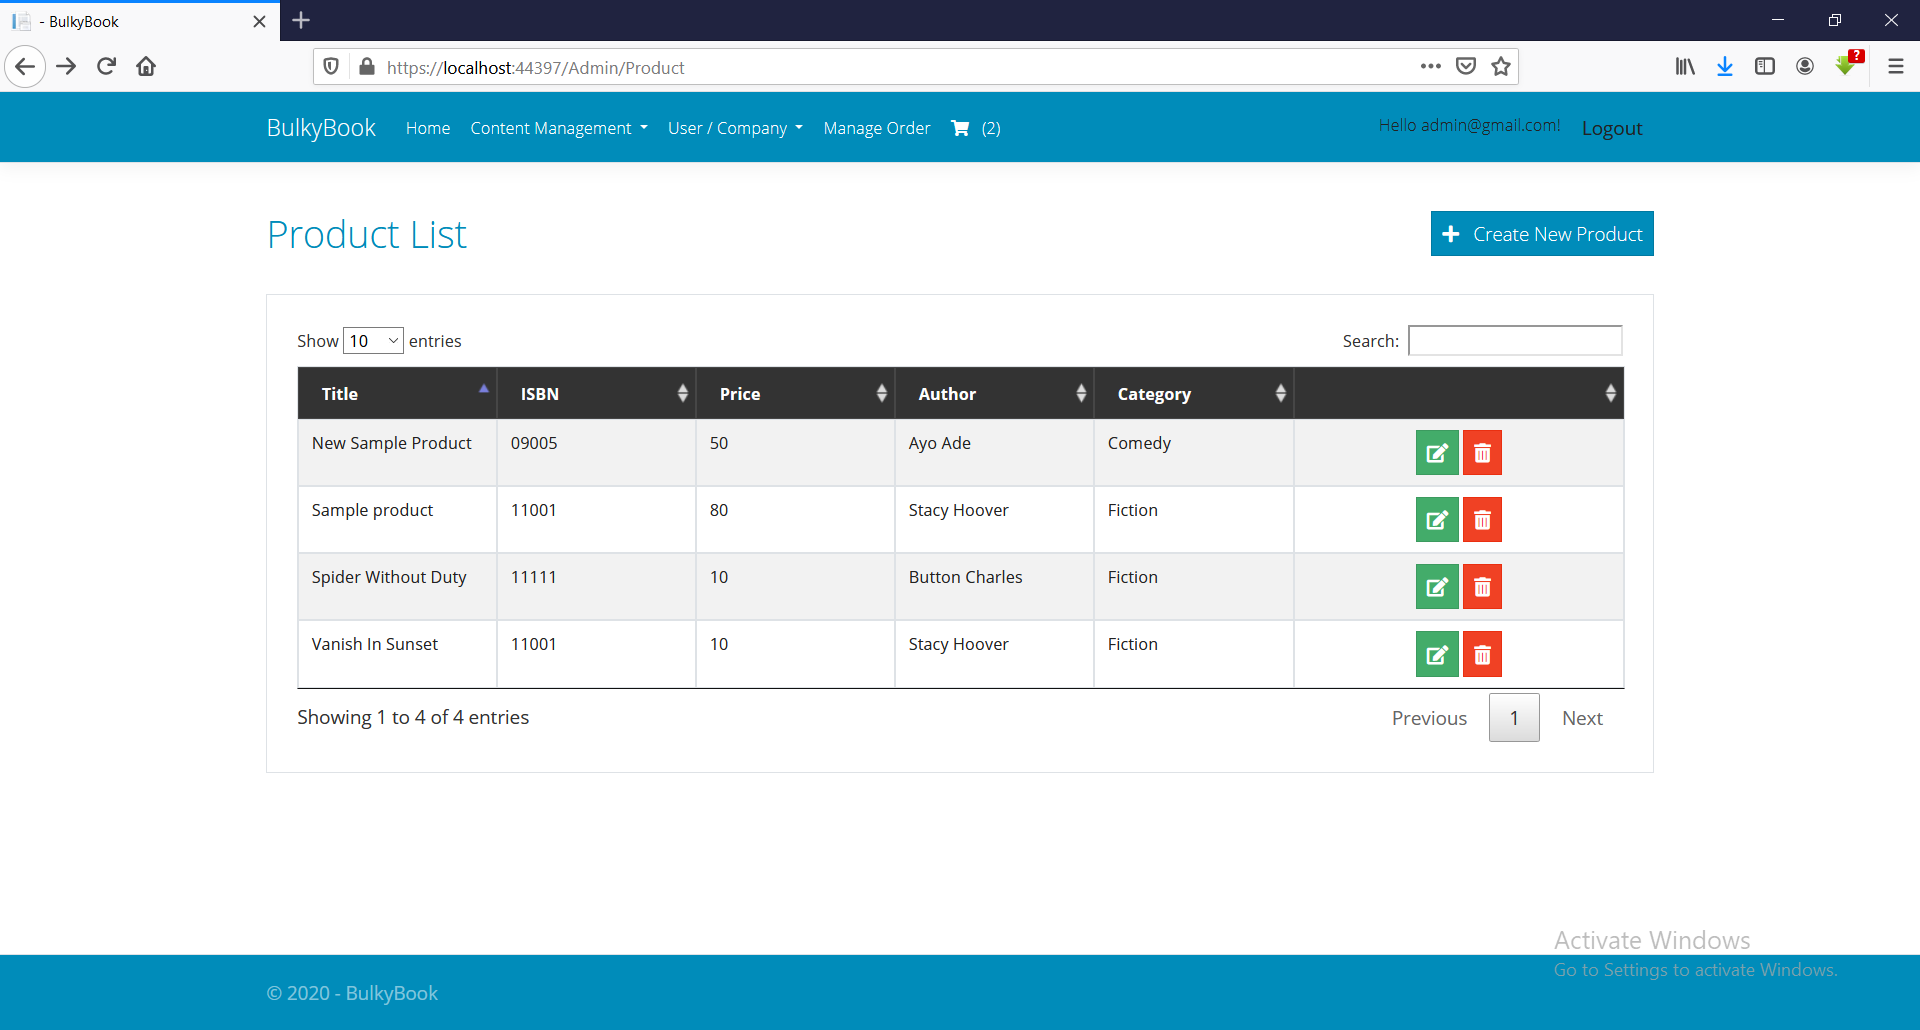 - BulkyBook
https://localhost:44397/Admin/Product
?
BulkyBook Home Content Management User / Company Manage Order (2) Hello admin@gmail.com! Logout
Product List
Create New Product
Show 10 entries Search:
Title ISBN Price Author Category
New Sample Product 09005 50 Ayo Ade Comedy
Sample product 11001 80 Stacy Hoover Fiction
Spider Without Duty 11111 10 Button Charles Fiction
Vanish In Sunset 11001 10 Stacy Hoover Fiction
Showing 1 to 4 of 4 entries Previous 1 Next
Activate Windows
Go to Settings to activate Windows.
© 2020 - BulkyBook